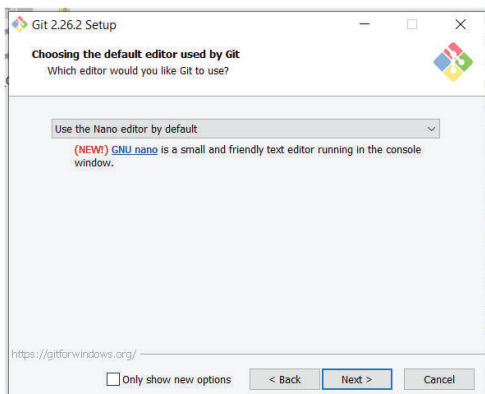 Git 2.26.2 Setup
Choosing the default editor used by Git
Which editor would you like Git to use?
Use the Nano editor by default
(NEW!) GNU nano is a small and friendly text editor running in the console
window.
https://gitforwindows.org/
Only show new options
< Back
Next >
Cancel